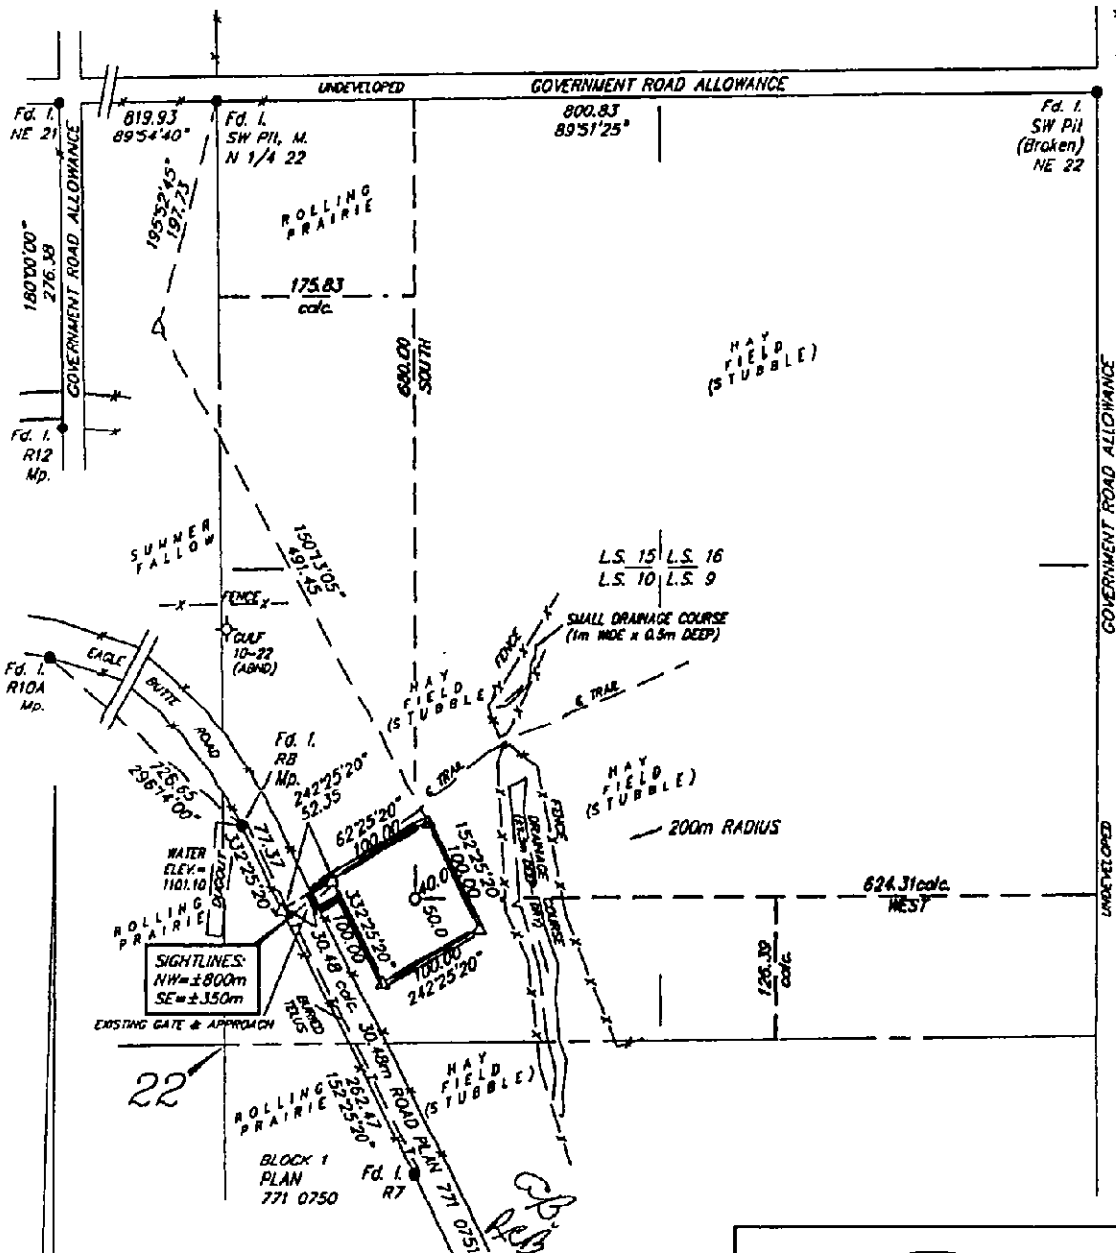 UNDEVELOPED
GOVERNMENT ROAD ALLOWANCE
Fd. I.
NE 21
819.93
89°54'40"
Fd. I.
SW Pit, M.
N 1/4 22
800.83
89°51'25"
Fd. I.
SW Pit
(Broken)
NE 22
180°00'00"
276.38
GOVERNMENT ROAD ALLOWANCE
195°52'45"
197.73
ROLLING
PRAIRIE
175.83
calc.
680.00
SOUTH
HAY
FIELD
(STUBBLE)
GOVERNMENT ROAD ALLOWANCE
Fd. I.
R12
Mp.
SUMMER
FALLOW
150°13'05"
491.45
L.S. 15 L.S. 16
L.S. 10 L.S. 9
FENCE
GULF
10-22
(ABND)
FENCE
SMALL DRAINAGE COURSE
(1m WIDE x 0.5m DEEP)
EAGLE
BUTTE
ROAD
Fd. I.
R10A
Mp.
HAY
FIELD
(STUBBLE)
℄ TRAIL
Fd. I.
R8
Mp.
242°25'20"
52.35
℄ TRAIL
HAY
FIELD
(STUBBLE)
726.65
296°14'00"
62°25'20"
100.00
200m RADIUS
77.37
332°25'20"
WATER
ELEV.=
1101.10
DUGOUT
152°25'20"
100.00
FENCE
DRAINAGE
COURSE
UNDEVELOPED
ROLLING
PRAIRIE
332°25'20"
100.00
40.0
50.0
624.31calc.
WEST
SIGHTLINES:
NW=±800m
SE=±350m
30.48 calc.
100.00
242°25'20"
126.39
calc.
EXISTING GATE & APPROACH
BURIED
TELUS
22
30.48m ROAD PLAN 771 0751
HAY
FIELD
(STUBBLE)
ROLLING
PRAIRIE
262.47
152°25'20"
BLOCK 1
PLAN
771 0750
Fd. I.
R7